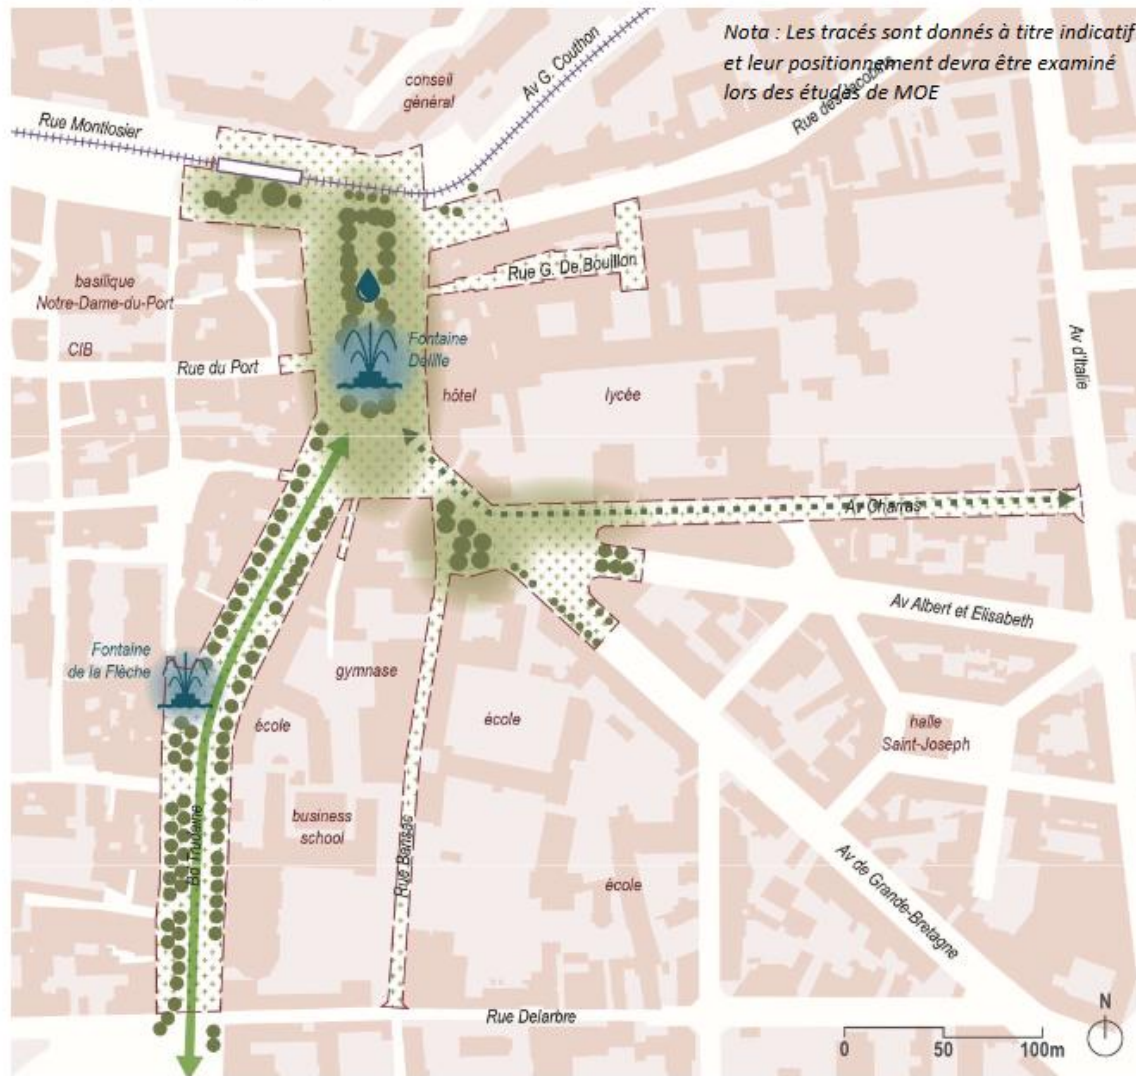 Nota : Les tracés sont donnés à titre indicatif
et leur positionnement devra être examiné
lors des études de MOE
conseil
général
Av G. Couthon
Rue des Jacobins
Rue Montlosier
basilique
Notre-Dame-du-Port
CIB
Rue du Port
Rue G. De Bouillon
Fontaine
Delille
hôtel
lycée
Av d'Italie
Av Charras
Av Albert et Elisabeth
Fontaine
de la Flèche
gymnase
école
école
halle
Saint-Joseph
business
school
Bd Trudaine
Rue Bansac
école
Av de Grande-Bretagne
Rue Delarbre
N
0 50 100m